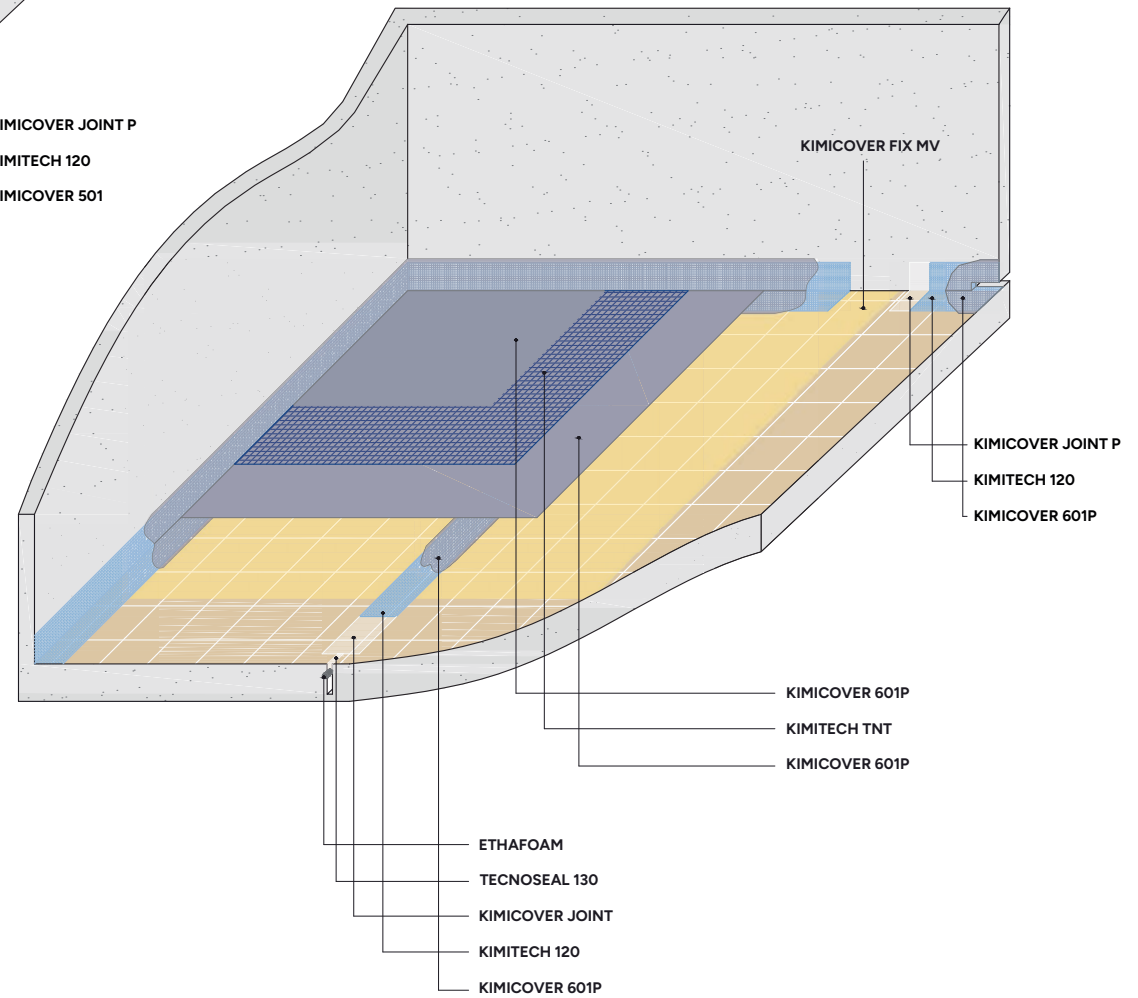 IMICOVER JOINT P
IMITECH 120
IMICOVER 501
KIMICOVER FIX MV
KIMICOVER JOINT P
KIMITECH 120
KIMICOVER 601P
KIMICOVER 601P
KIMITECH TNT
KIMICOVER 601P
ETHAFOAM
TECNOSEAL 130
KIMICOVER JOINT
KIMITECH 120
KIMICOVER 601P